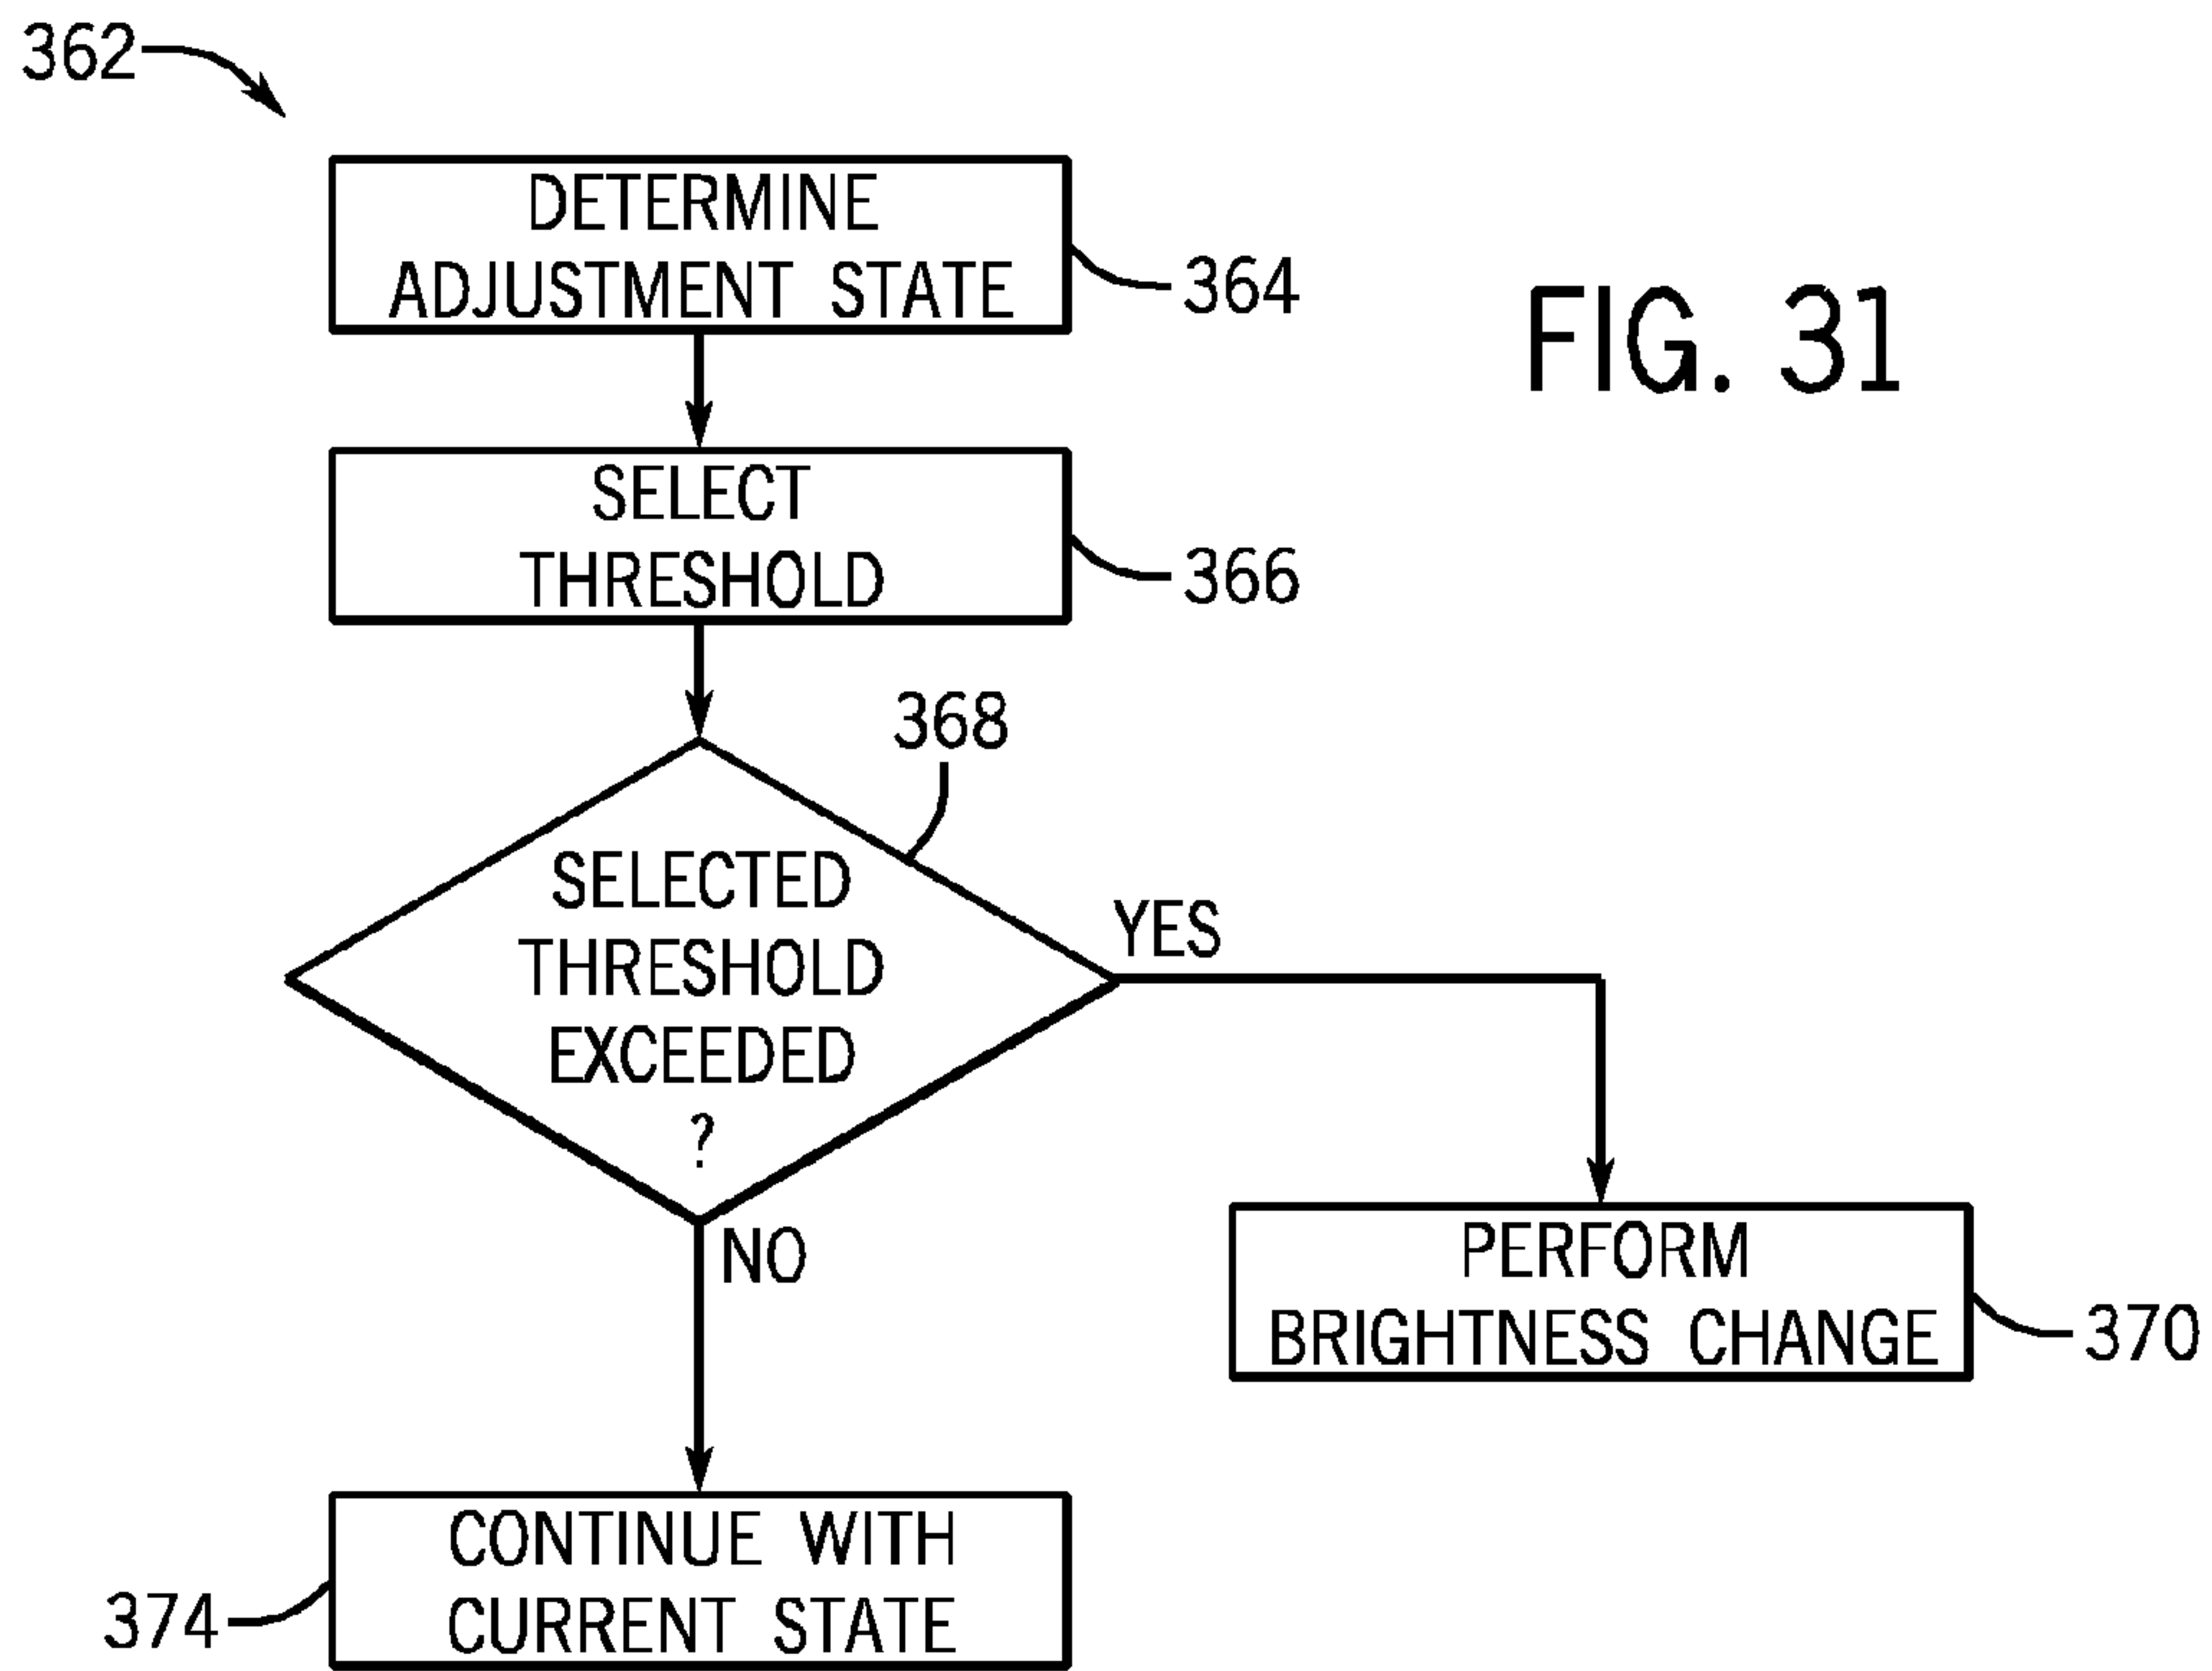 362
DETERMINE
ADJUSTMENT STATE
364
FIG. 31
SELECT
THRESHOLD
366
368
SELECTED
THRESHOLD
EXCEEDED
?
YES
NO
PERFORM
BRIGHTNESS CHANGE
370
CONTINUE WITH
CURRENT STATE
374